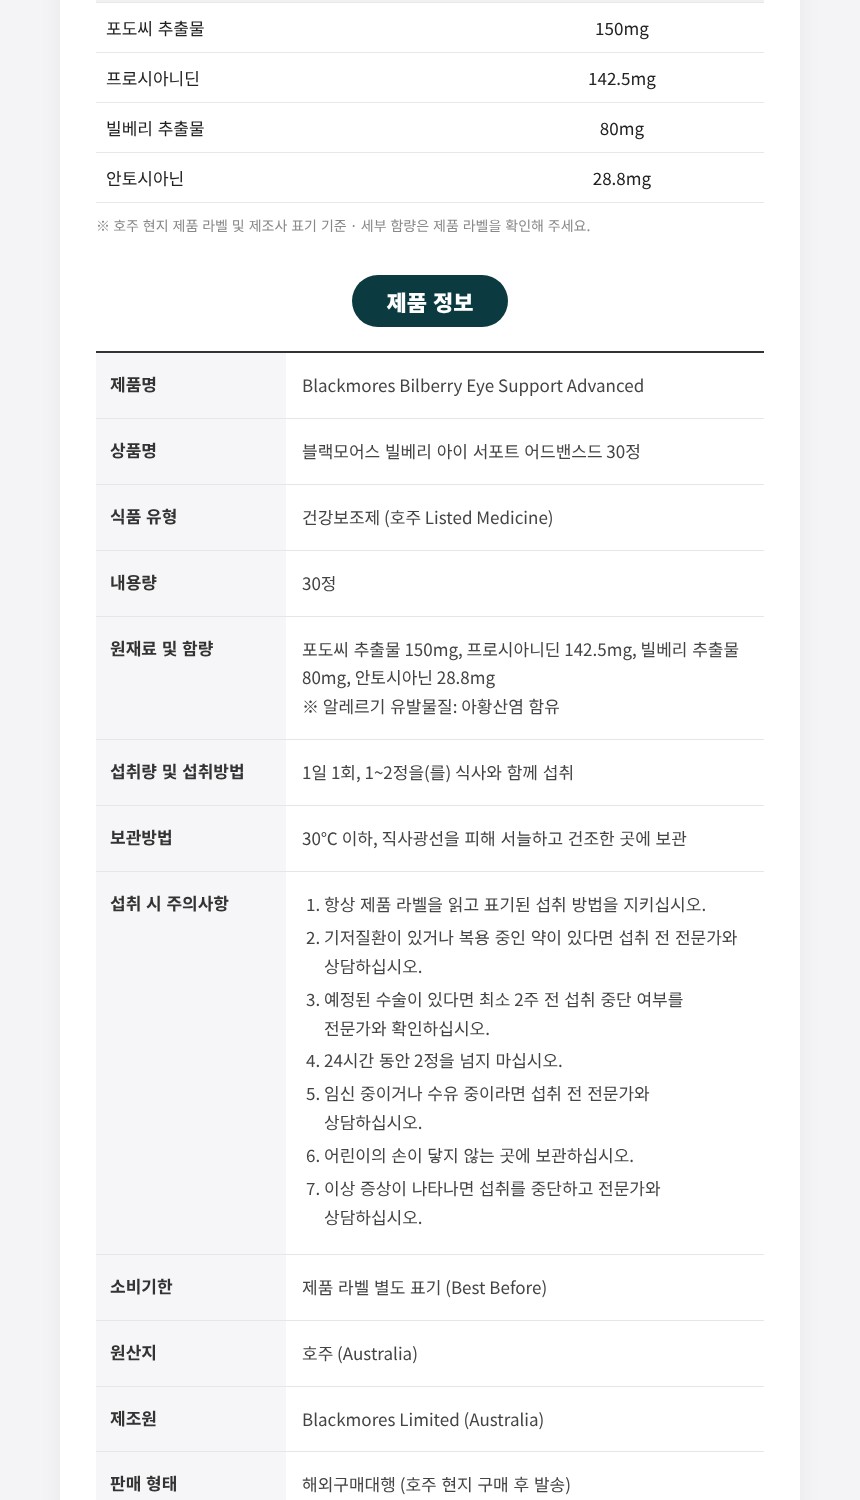 포도씨 추출물 150mg
프로시아니딘 142.5mg
빌베리 추출물 80mg
안토시아닌 28.8mg
※ 호주 현지 제품 라벨 및 제조사 표기 기준 · 세부 함량은 제품 라벨을 확인해 주세요.
제품 정보
제품명 Blackmores Bilberry Eye Support Advanced
상품명 블랙모어스 빌베리 아이 서포트 어드밴스드 30정
식품 유형 건강보조제 (호주 Listed Medicine)
내용량 30정
원재료 및 함량 포도씨 추출물 150mg, 프로시아니딘 142.5mg, 빌베리 추출물
80mg, 안토시아닌 28.8mg
※ 알레르기 유발물질: 아황산염 함유
섭취량 및 섭취방법 1일 1회, 1~2정을(를) 식사와 함께 섭취
보관방법 30°C 이하, 직사광선을 피해 서늘하고 건조한 곳에 보관
섭취 시 주의사항 1. 항상 제품 라벨을 읽고 표기된 섭취 방법을 지키십시오.
2. 기저질환이 있거나 복용 중인 약이 있다면 섭취 전 전문가와
상담하십시오.
3. 예정된 수술이 있다면 최소 2주 전 섭취 중단 여부를
전문가와 확인하십시오.
4. 24시간 동안 2정을 넘지 마십시오.
5. 임신 중이거나 수유 중이라면 섭취 전 전문가와
상담하십시오.
6. 어린이의 손이 닿지 않는 곳에 보관하십시오.
7. 이상 증상이 나타나면 섭취를 중단하고 전문가와
상담하십시오.
소비기한 제품 라벨 별도 표기 (Best Before)
원산지 호주 (Australia)
제조원 Blackmores Limited (Australia)
판매 형태 해외구매대행 (호주 현지 구매 후 발송)